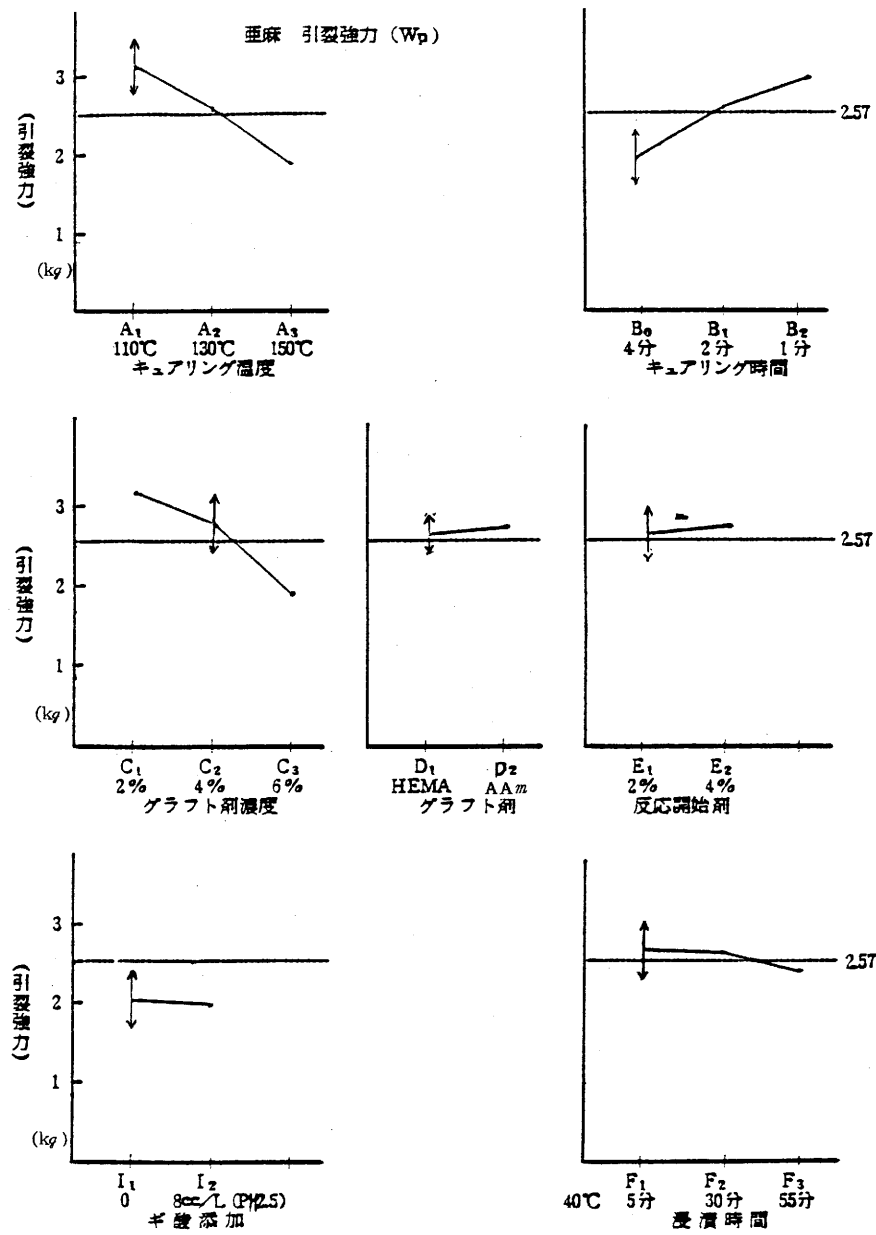 亜麻 引裂強力 (Wp)
3
2
1
(引裂強力)
(kg)
A₁ A₂ A₃
110℃ 130℃ 150℃
キュアリング温度
2.57
B₀ B₁ B₂
4分 2分 1分
キュアリング時間
3
2
1
(引裂強力)
(kg)
C₁ C₂ C₃
2% 4% 6%
グラフト剤濃度
D₁ D₂
HEMA AAm
グラフト剤
2.57
E₁ E₂
2% 4%
反応開始剤
3
2
1
(引裂強力)
(kg)
I₁ I₂
0 8cc/L (PH2.5)
ギ酸添加
2.57
F₁ F₂ F₃
40℃ 5分 30分 55分
浸漬時間